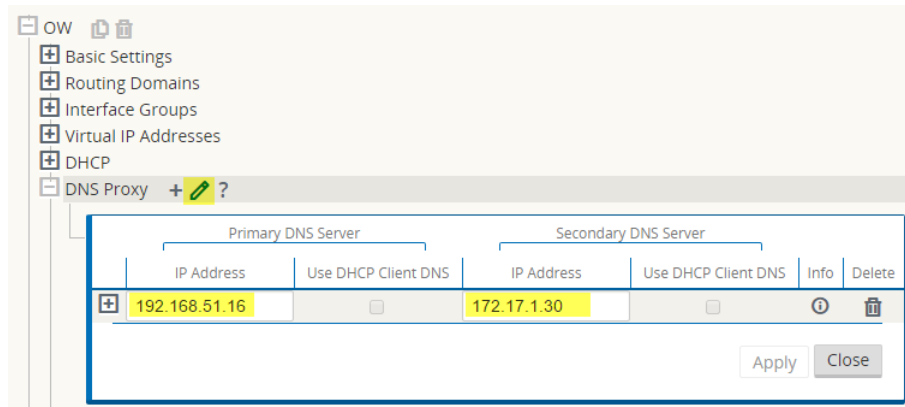 OW
Basic Settings
Routing Domains
Interface Groups
Virtual IP Addresses
DHCP
DNS Proxy + ?
Primary DNS Server Secondary DNS Server
IP Address Use DHCP Client DNS IP Address Use DHCP Client DNS Info Delete
192.168.51.16 172.17.1.30
Apply Close